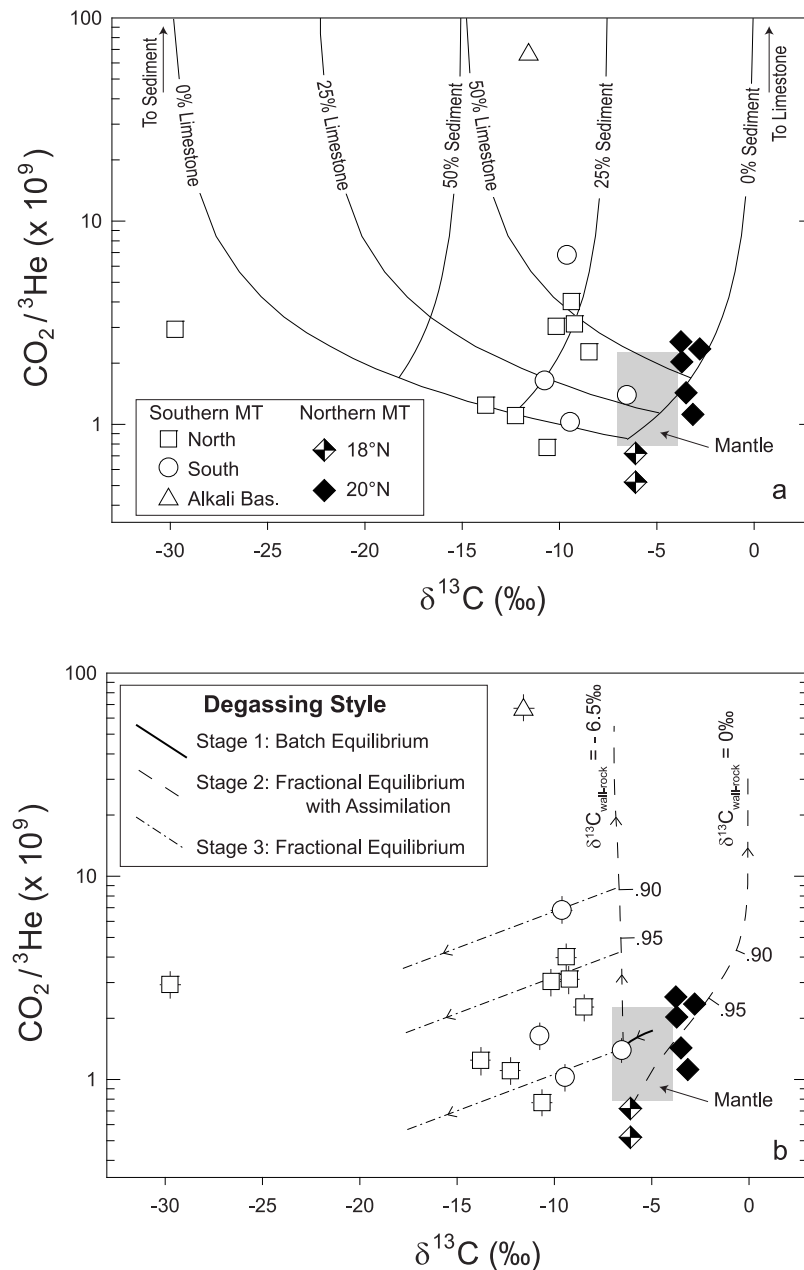 100
10
1
CO2 / 3He (x 10^9)
To Sediment
0% Limestone
25% Limestone
50% Sediment
50% Limestone
25% Sediment
0% Sediment
To Limestone
Southern MT
Northern MT
North
18°N
South
20°N
Alkali Bas.
Mantle
a
-30 -25 -20 -15 -10 -5 0
δ13C (‰)
100
10
1
CO2 / 3He (x 10^9)
Degassing Style
Stage 1: Batch Equilibrium
Stage 2: Fractional Equilibrium
with Assimilation
Stage 3: Fractional Equilibrium
δ13Cwall-rock = - 6.5‰
δ13Cwall-rock = 0‰
.90
.95
.90
.95
Mantle
b
-30 -25 -20 -15 -10 -5 0
δ13C (‰)